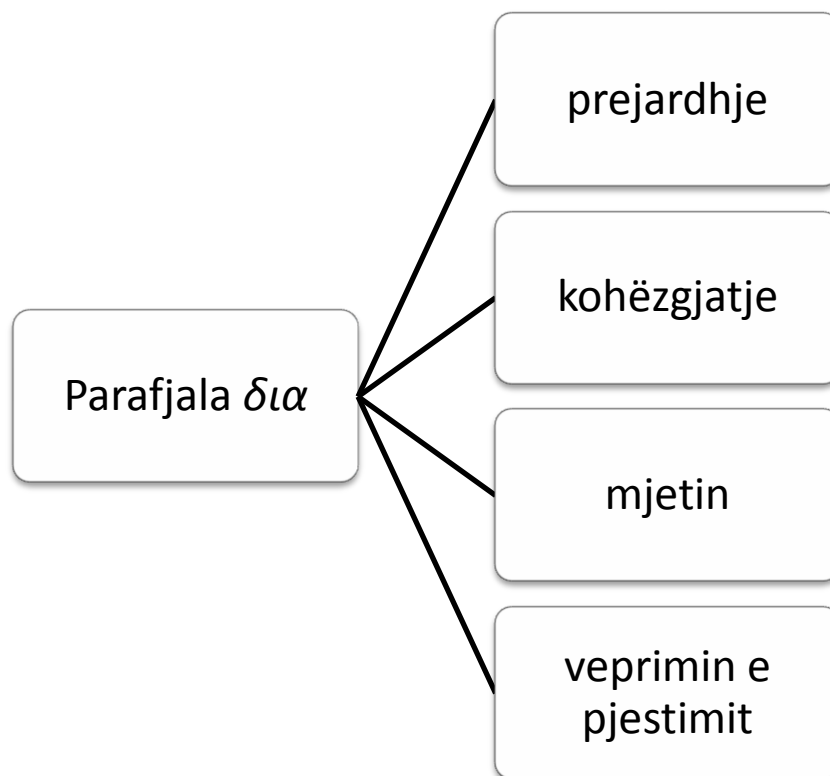 Parafjala δια
prejardhje
kohëzgjatje
mjetin
veprimin e
pjestimit